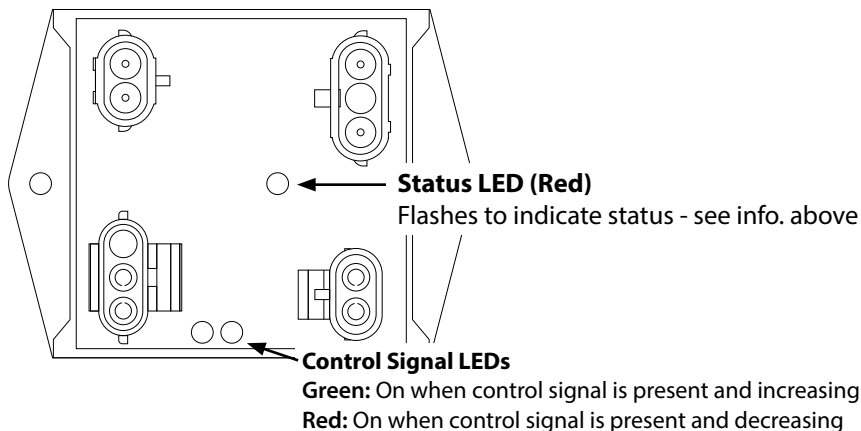 Status LED (Red)
Flashes to indicate status - see info. above
Control Signal LEDs
Green: On when control signal is present and increasing
Red: On when control signal is present and decreasing